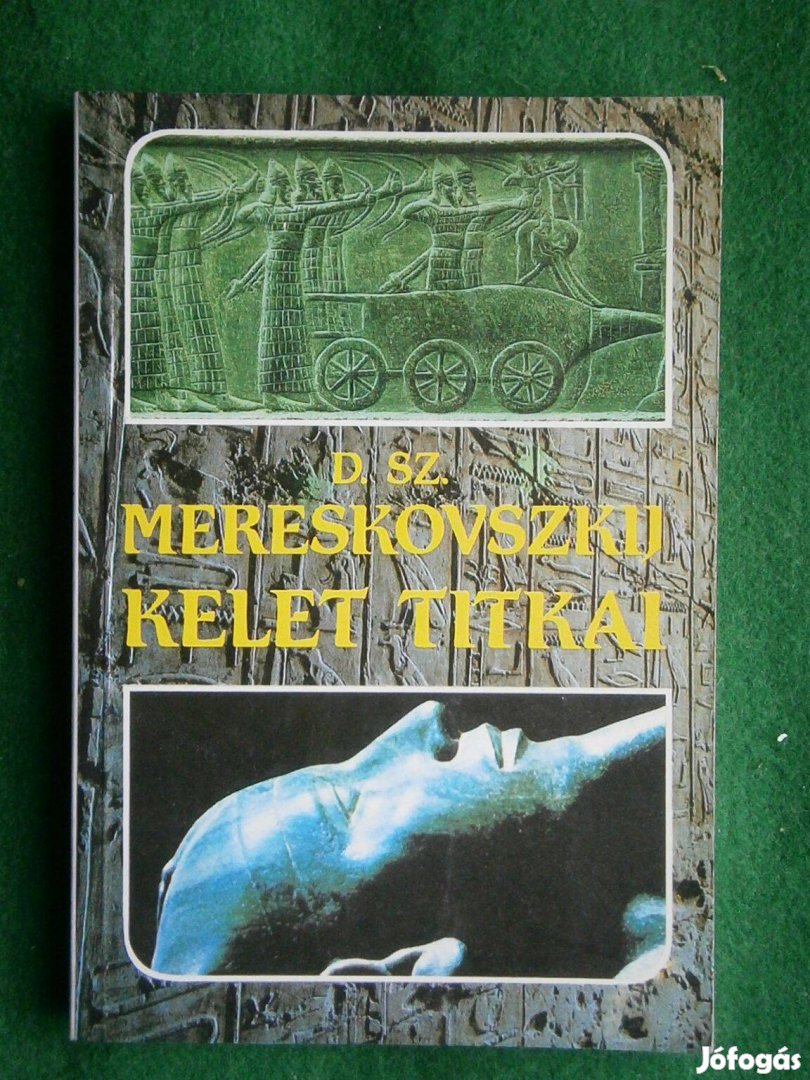 D. SZ.
MERESKOVSZKIJ
KELET TITKAI
Jófogás